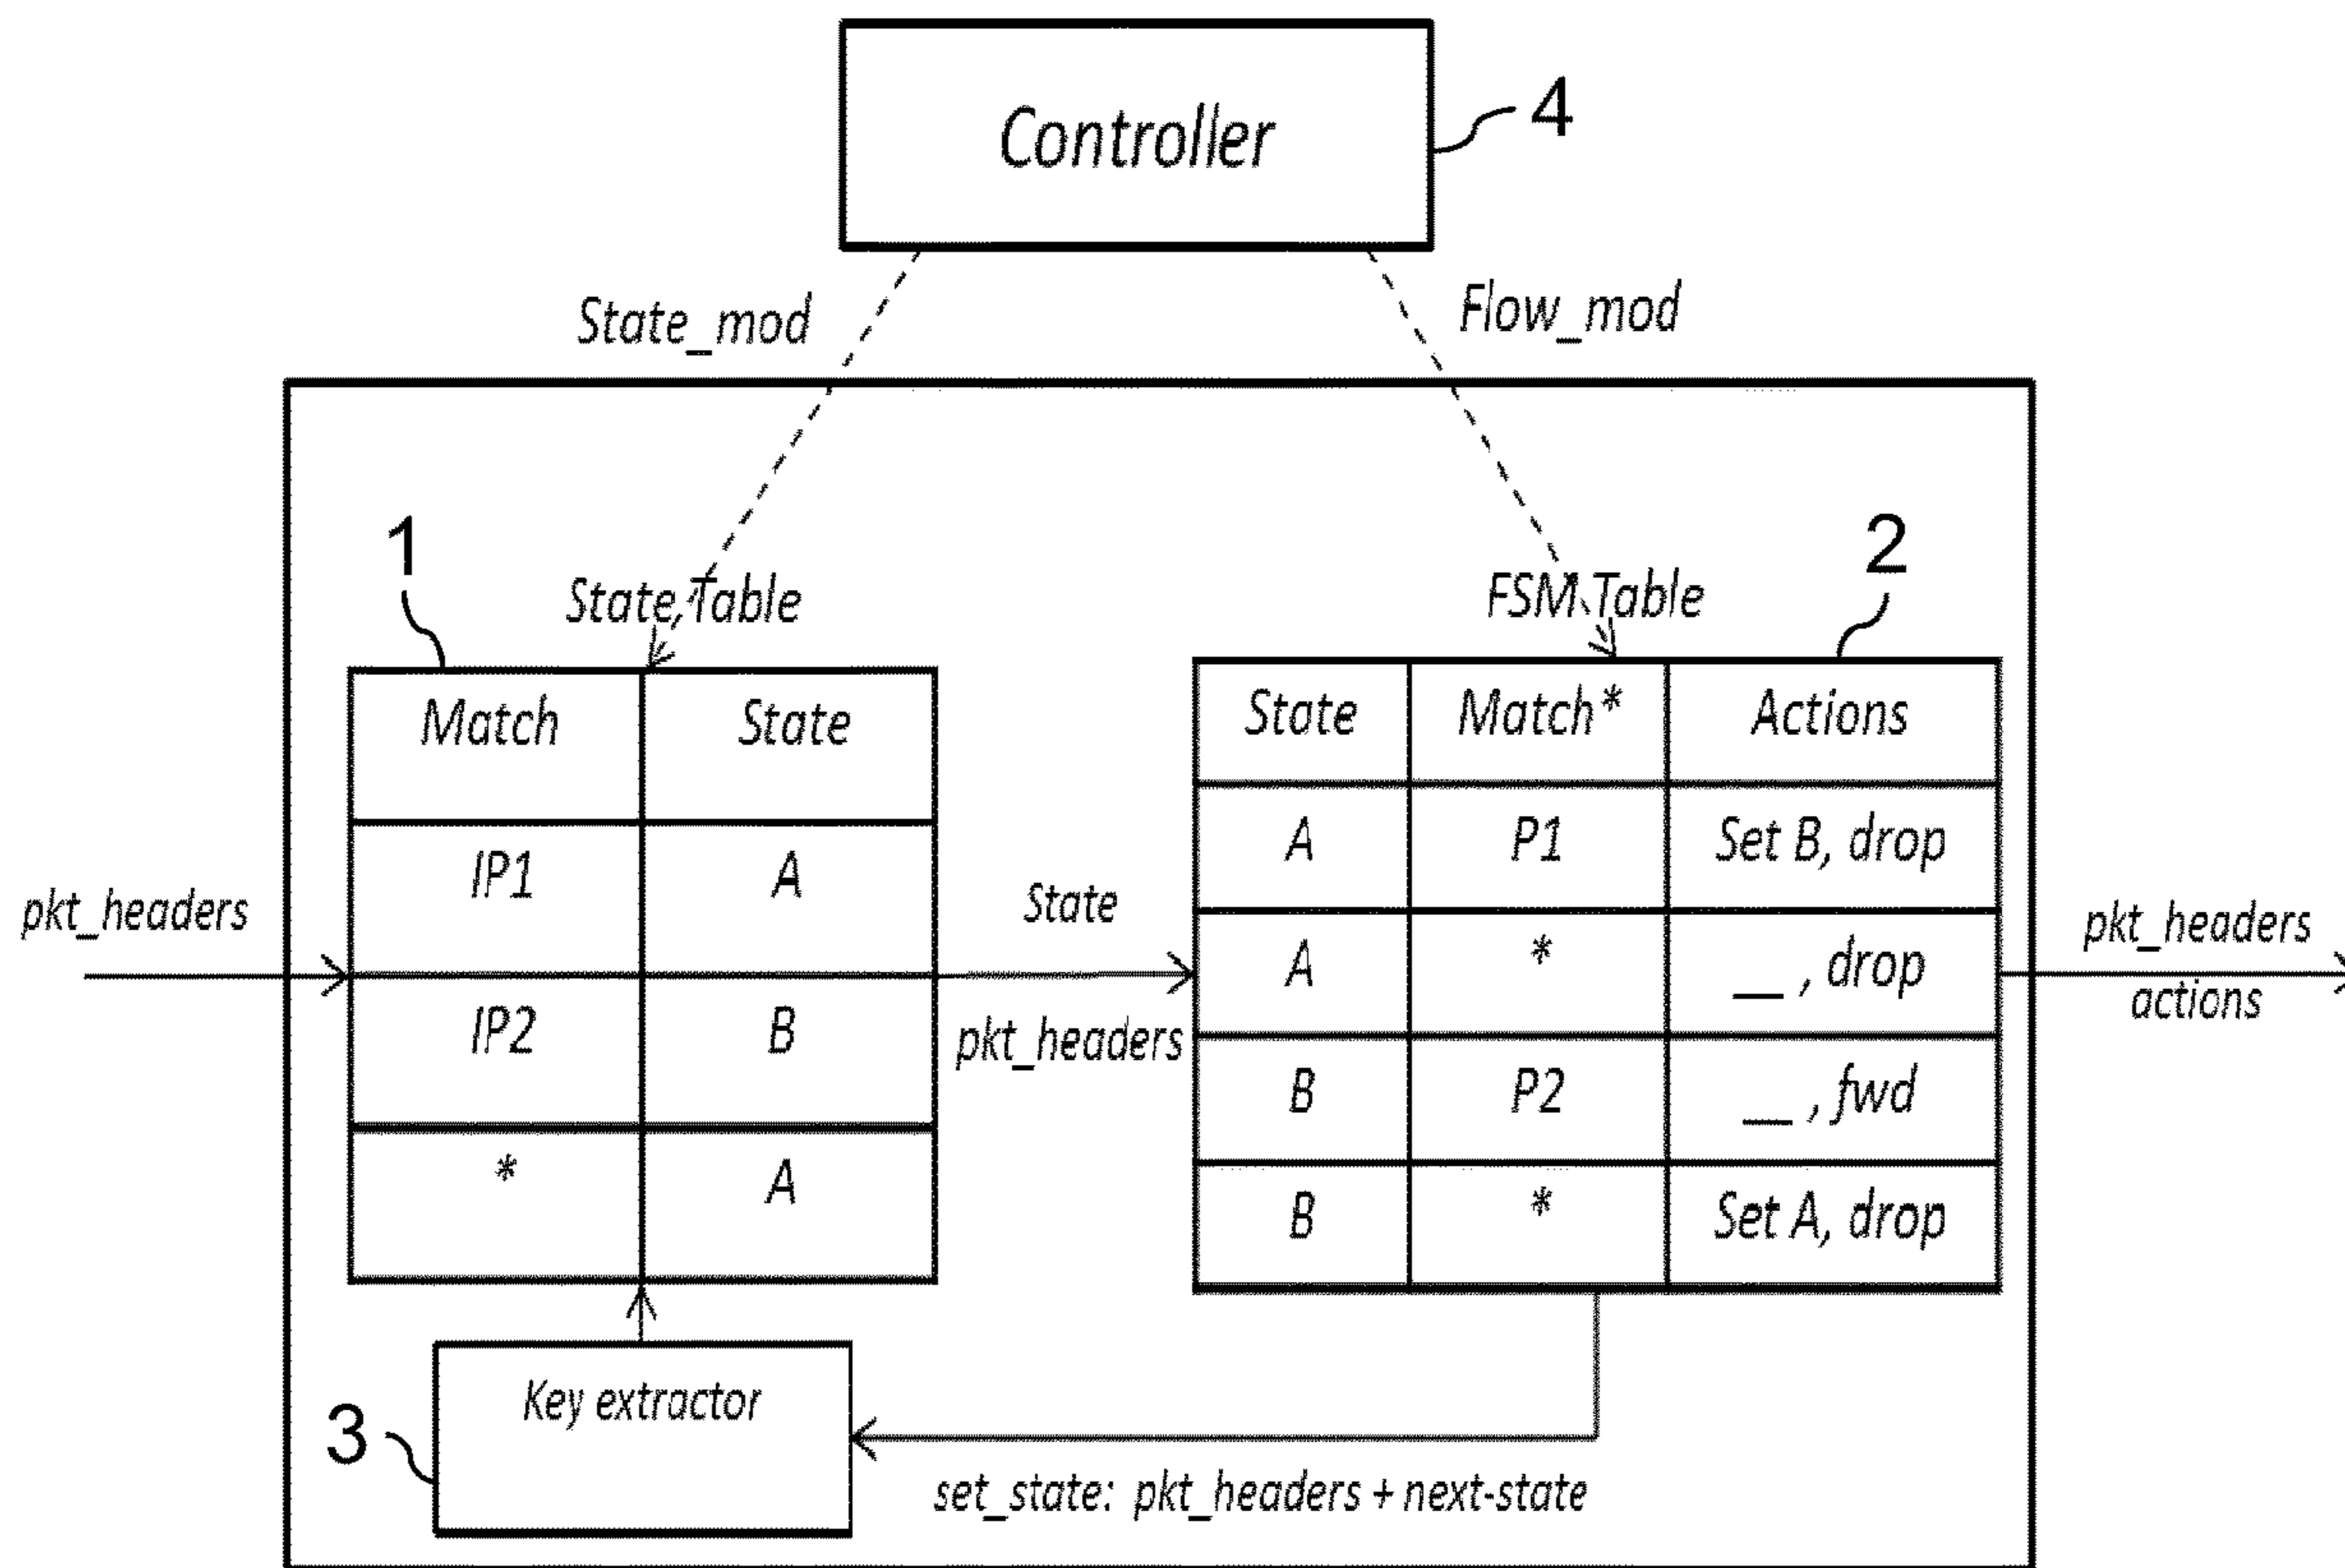 Controller
4
State_mod
Flow_mod
1
2
State Table
FSM Table
Match State
State Match* Actions
IP1 A
A P1 Set B, drop
pkt_headers
State
pkt_headers
A * __ , drop
pkt_headers
actions
IP2 B
B P2 __ , fwd
* A
B * Set A, drop
Key extractor
3
set_state: pkt_headers + next-state